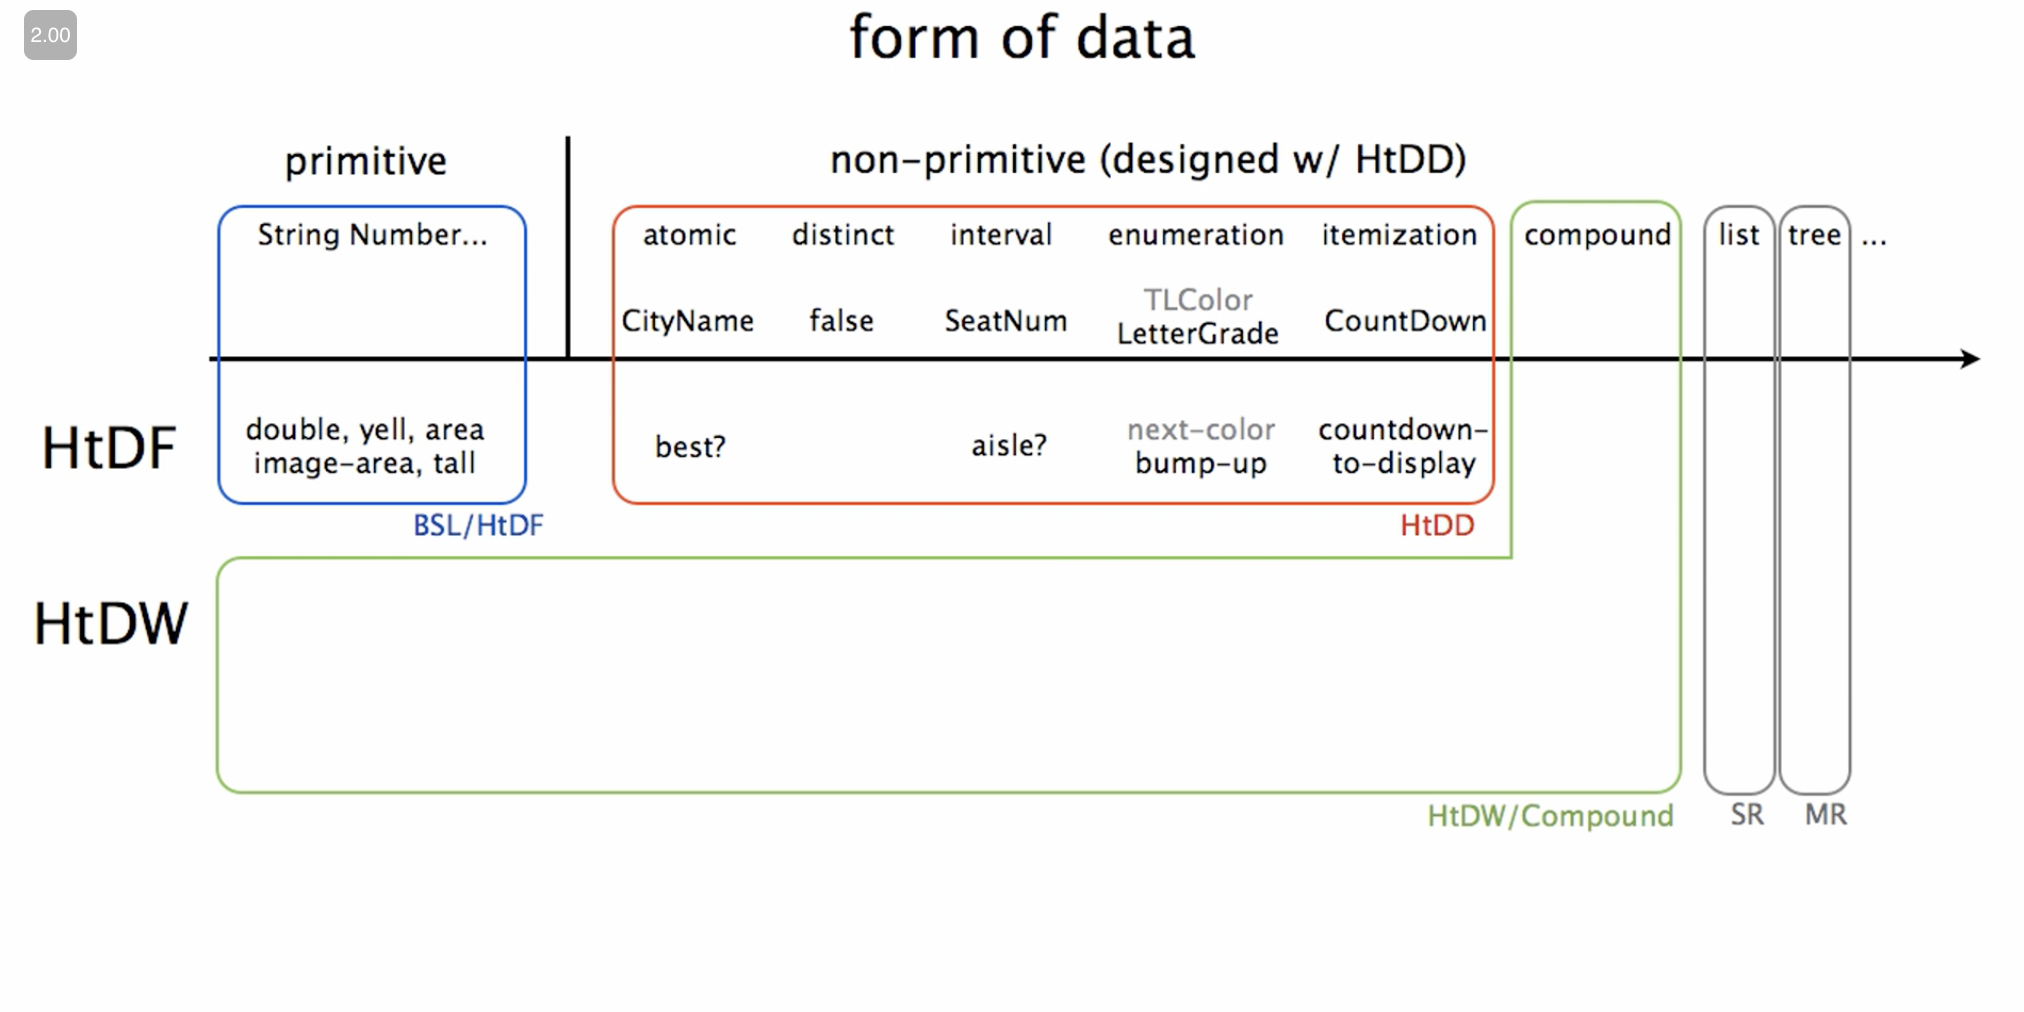 2.00
form of data
primitive
non-primitive (designed w/ HtDD)
String Number...
atomic distinct interval enumeration itemization compound list tree ...
CityName false SeatNum TLColor CountDown
LetterGrade
HtDF
double, yell, area
image-area, tall
best? aisle?
next-color
bump-up
countdown-
to-display
BSL/HtDF
HtDD
HtDW
HtDW/Compound
SR
MR